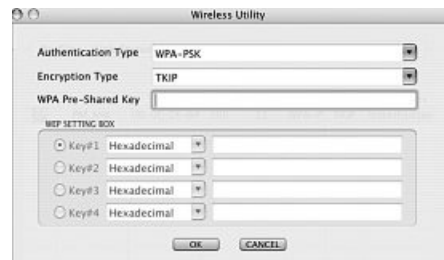 Wireless Utility
Authentication Type WPA-PSK
Encryption Type TKIP
WPA Pre-Shared Key
WEP SETTING BOX
Key#1 Hexadecimal
Key#2 Hexadecimal
Key#3 Hexadecimal
Key#4 Hexadecimal
OK CANCEL